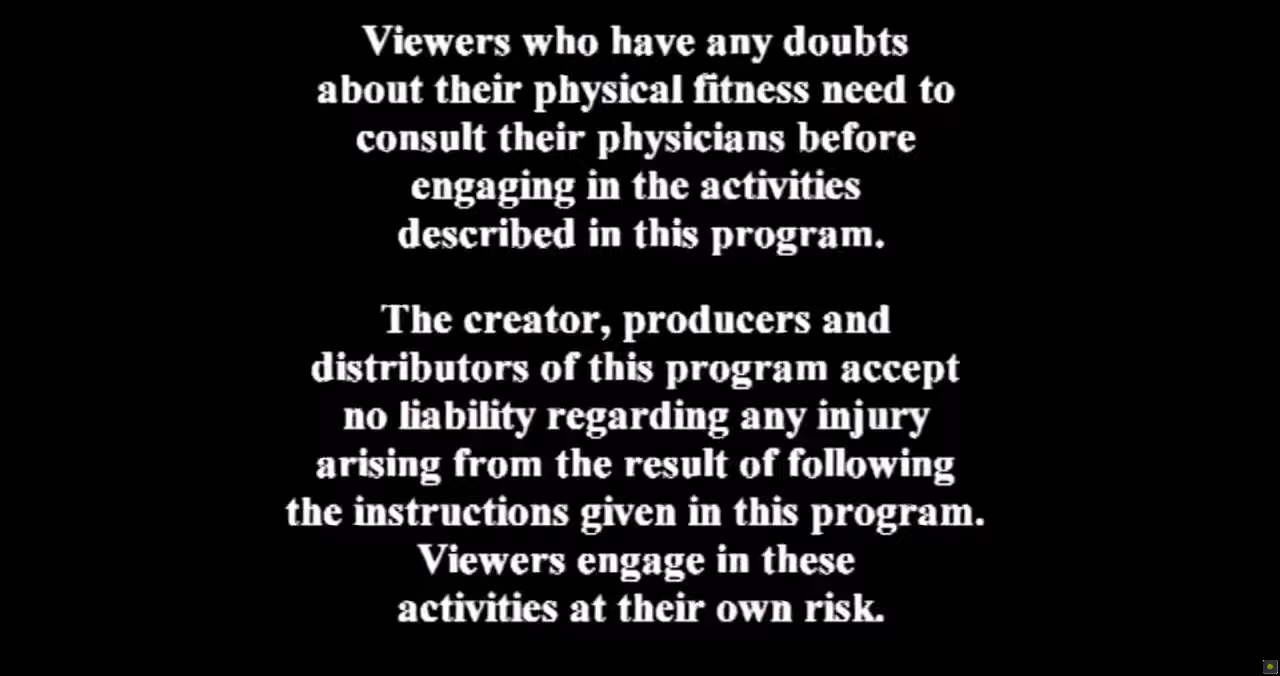 Viewers who have any doubts
about their physical fitness need to
consult their physicians before
engaging in the activities
described in this program.
The creator, producers and
distributors of this program accept
no liability regarding any injury
arising from the result of following
the instructions given in this program.
Viewers engage in these
activities at their own risk.